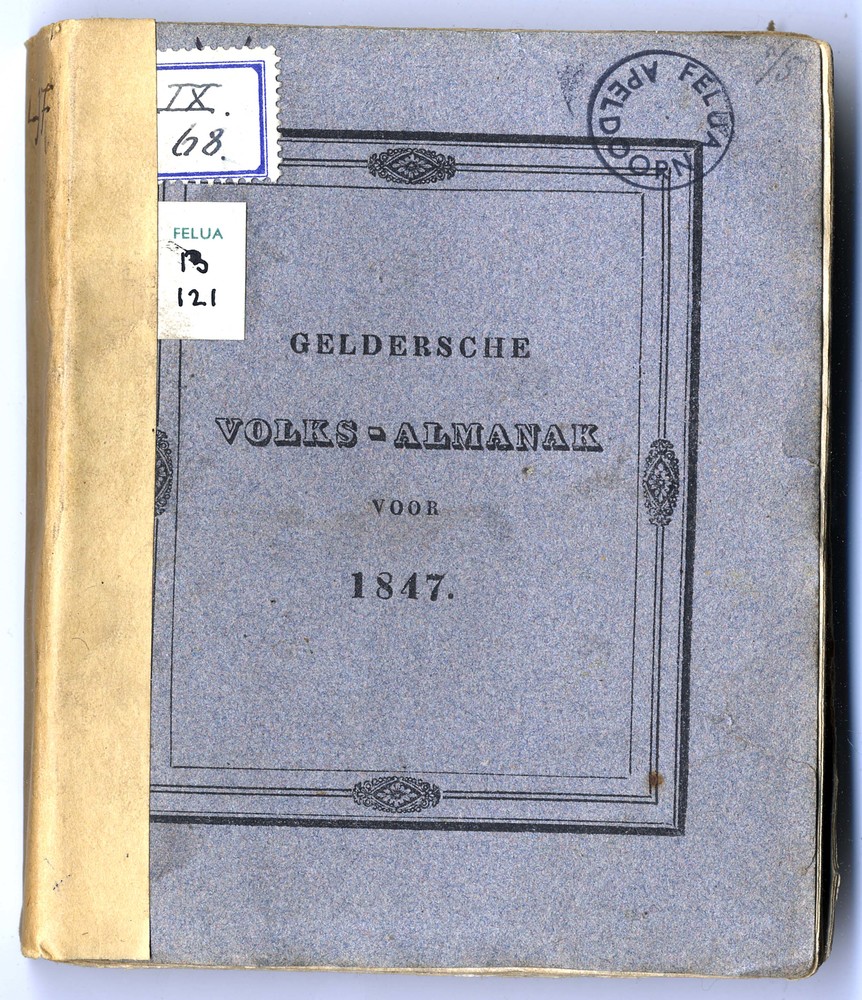 IX.
68.
FELUA
13
121
FELUA
APELDOORN
GELDERSCHE
VOLKS-ALMANAK
VOOR
1847.